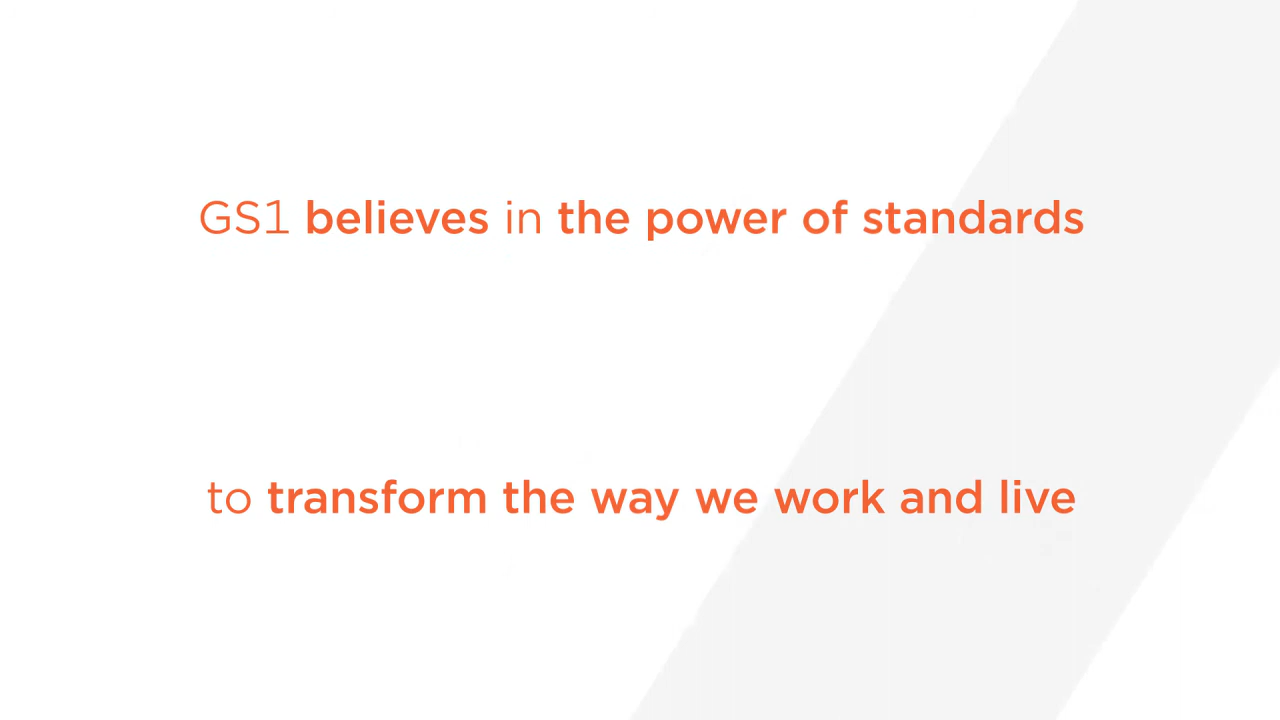 GS1 believes in the power of standards
to transform the way we work and live